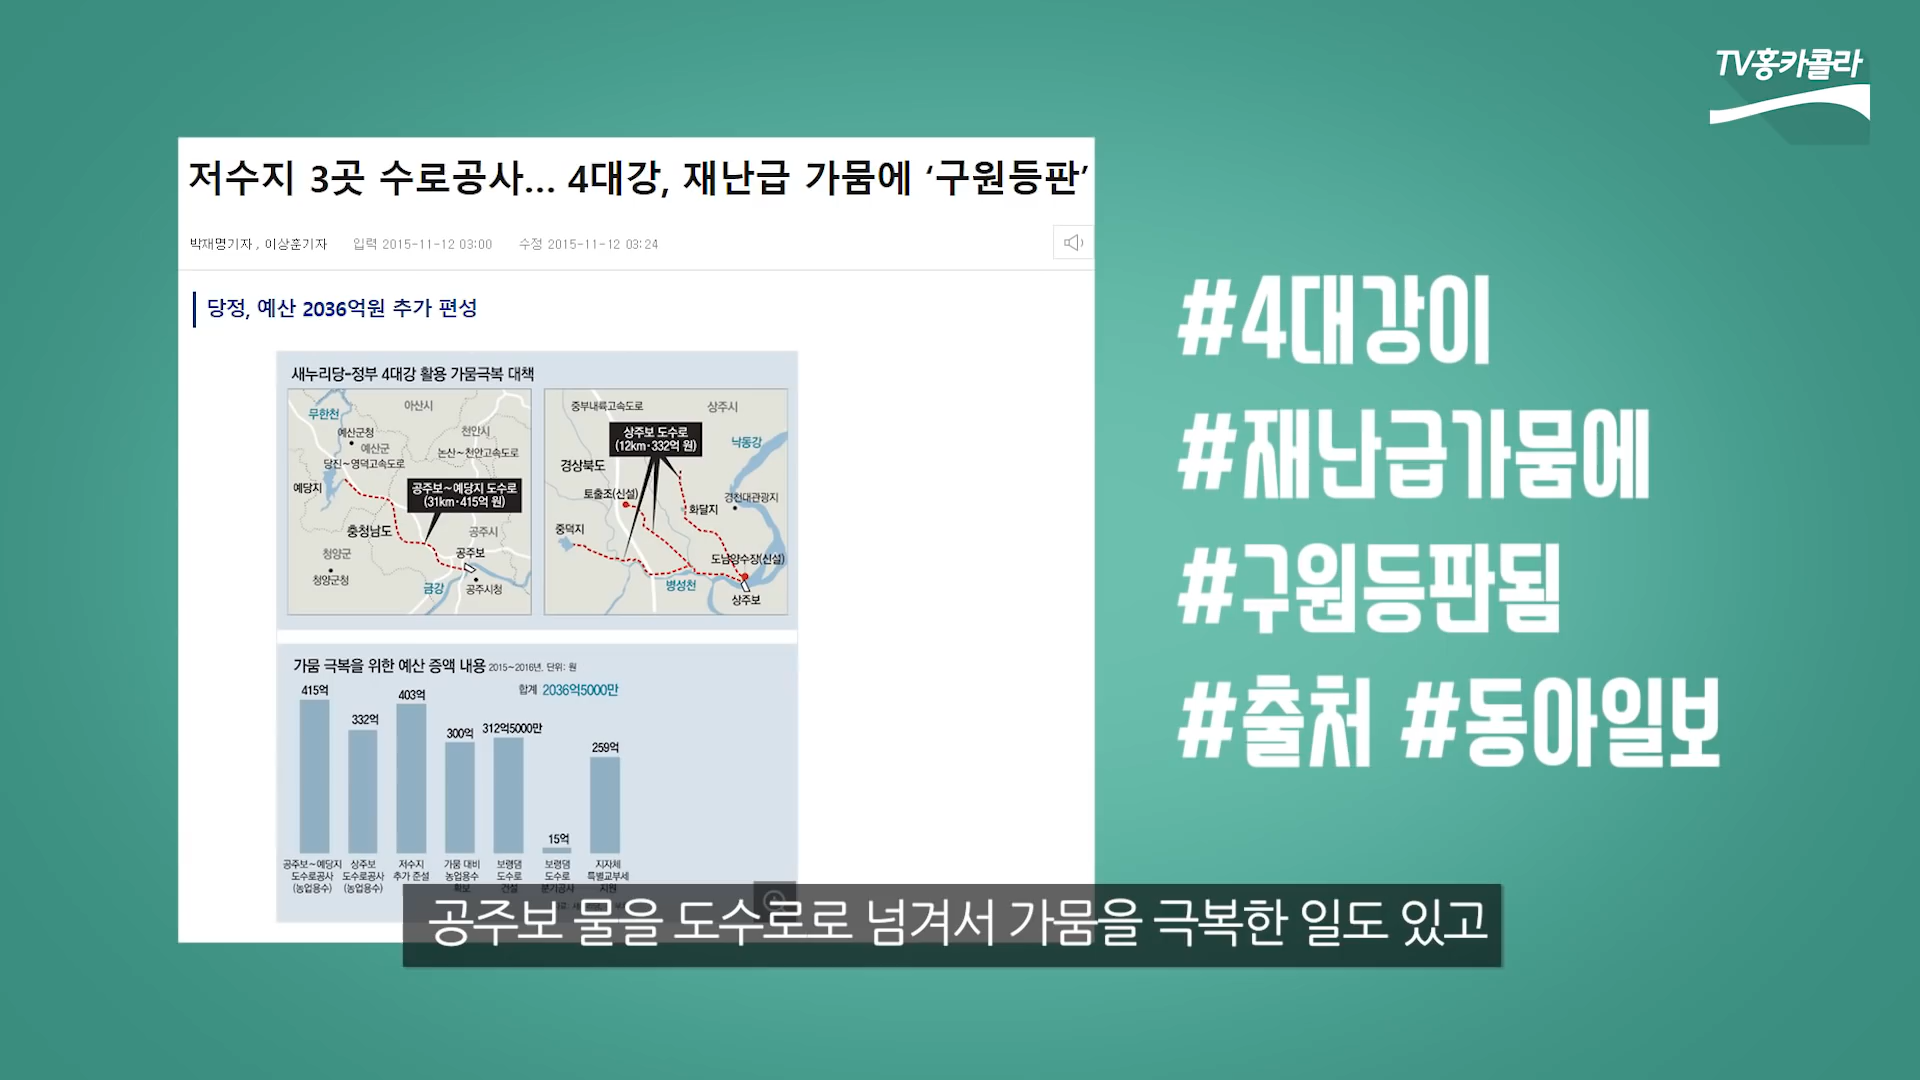 TV홍카콜라
저수지 3곳 수로공사... 4대강, 재난급 가뭄에 ‘구원등판’
박재명기자, 이상훈기자 입력 2015-11-12 03:00 수정 2015-11-12 03:24
당정, 예산 2036억원 추가 편성
새누리당-정부 4대강 활용 가뭄극복 대책
무한천
아산시
예산군청
예산군
천안시
당진~영덕고속도로
논산~천안고속도로
예당지
공주보~예당지 도수로
(31km·415억 원)
충청남도
공주시
청양군
공주보
청양군청
금강
공주시청
중부내륙고속도로
상주시
상주보 도수로
(12km·332억 원)
낙동강
경상북도
토출조(신설)
경천대관광지
화달지
중덕지
도남양수장(신설)
병성천
상주보
가뭄 극복을 위한 예산 증액 내용 2015~2016년, 단위: 원
합계 2036억5000만
415억
332억
403억
300억
312억5000만
15억
259억
공주보~예당지
도수로공사
(농업용수)
상주보
도수로공사
(농업용수)
저수지
추가 준설
가뭄 대비
농업용수
확보
보령댐
도수로
건설
보령댐
도수로
분기공사
지자체
특별교부세
지원
#4대강이
#재난급가뭄에
#구원등판됨
#출처 #동아일보
공주보 물을 도수로로 넘겨서 가뭄을 극복한 일도 있고